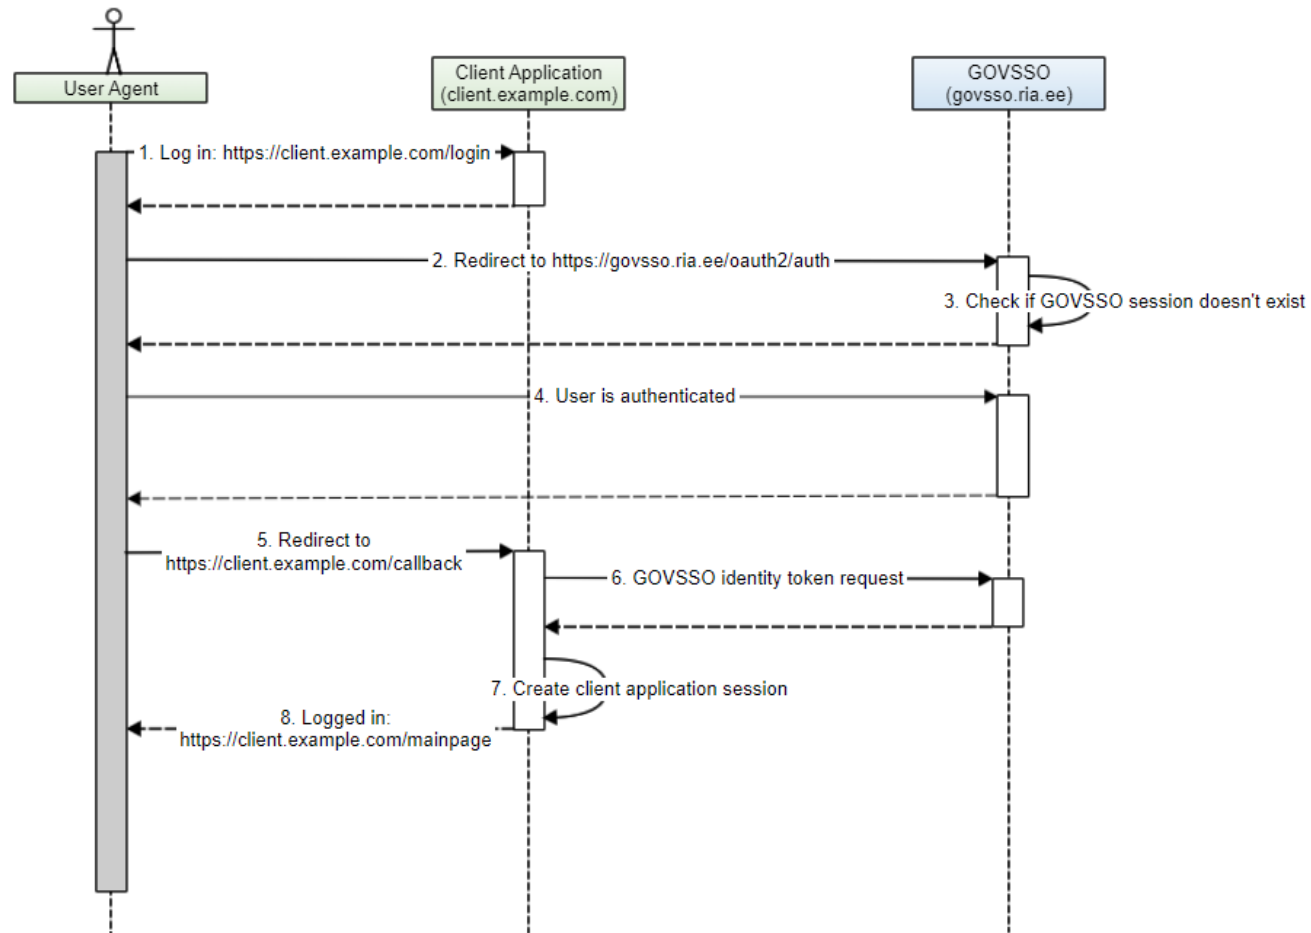 User Agent
Client Application
(client.example.com)
GOVSSO
(govsso.ria.ee)
1. Log in: https://client.example.com/login
2. Redirect to https://govsso.ria.ee/oauth2/auth
3. Check if GOVSSO session doesn't exist
4. User is authenticated
5. Redirect to
https://client.example.com/callback
6. GOVSSO identity token request
7. Create client application session
8. Logged in:
https://client.example.com/mainpage